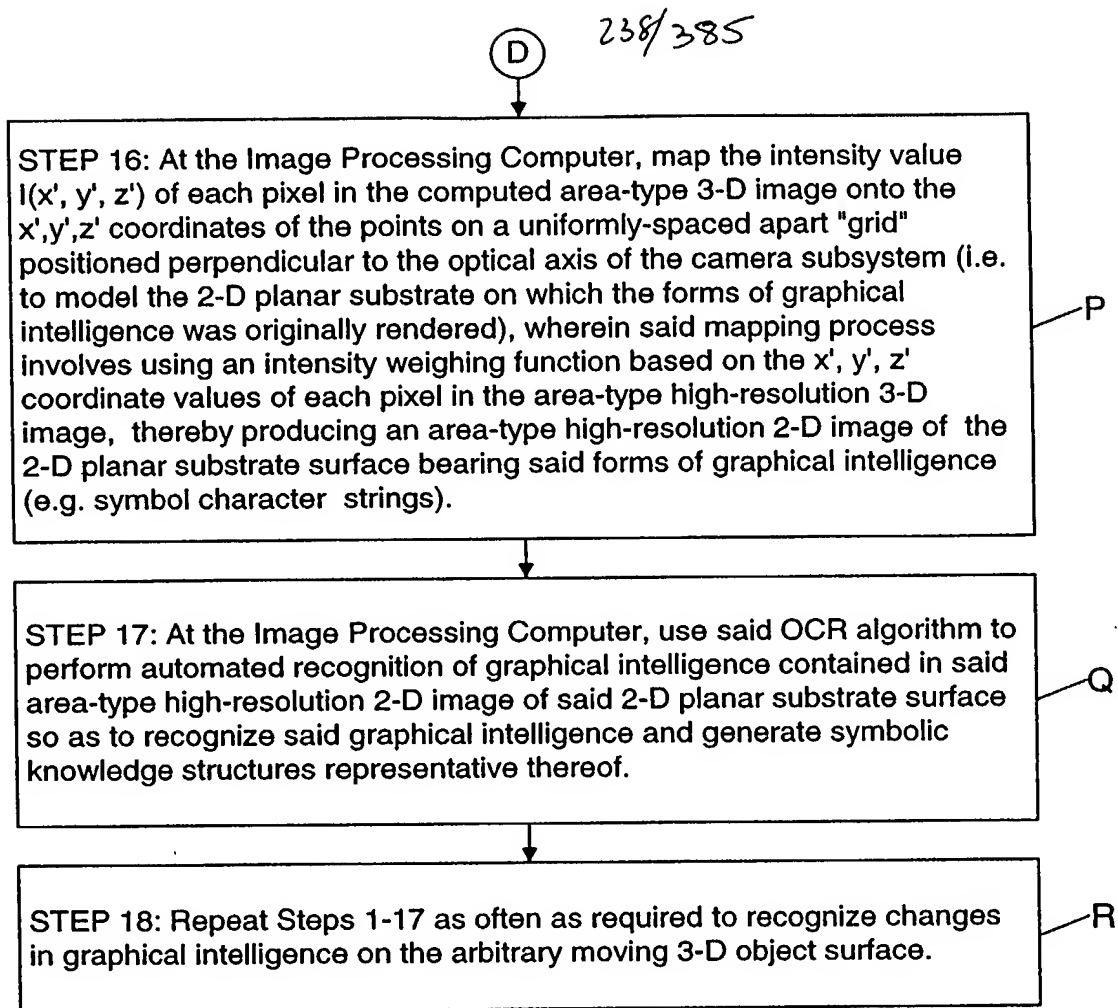 238/385
D
STEP 16: At the Image Processing Computer, map the intensity value
I(x', y', z') of each pixel in the computed area-type 3-D image onto the
x',y',z' coordinates of the points on a uniformly-spaced apart "grid"
positioned perpendicular to the optical axis of the camera subsystem (i.e.
to model the 2-D planar substrate on which the forms of graphical
intelligence was originally rendered), wherein said mapping process
involves using an intensity weighing function based on the x', y', z'
coordinate values of each pixel in the area-type high-resolution 3-D
image, thereby producing an area-type high-resolution 2-D image of the
2-D planar substrate surface bearing said forms of graphical intelligence
(e.g. symbol character strings).
P
STEP 17: At the Image Processing Computer, use said OCR algorithm to
perform automated recognition of graphical intelligence contained in said
area-type high-resolution 2-D image of said 2-D planar substrate surface
so as to recognize said graphical intelligence and generate symbolic
knowledge structures representative thereof.
Q
STEP 18: Repeat Steps 1-17 as often as required to recognize changes
in graphical intelligence on the arbitrary moving 3-D object surface.
R